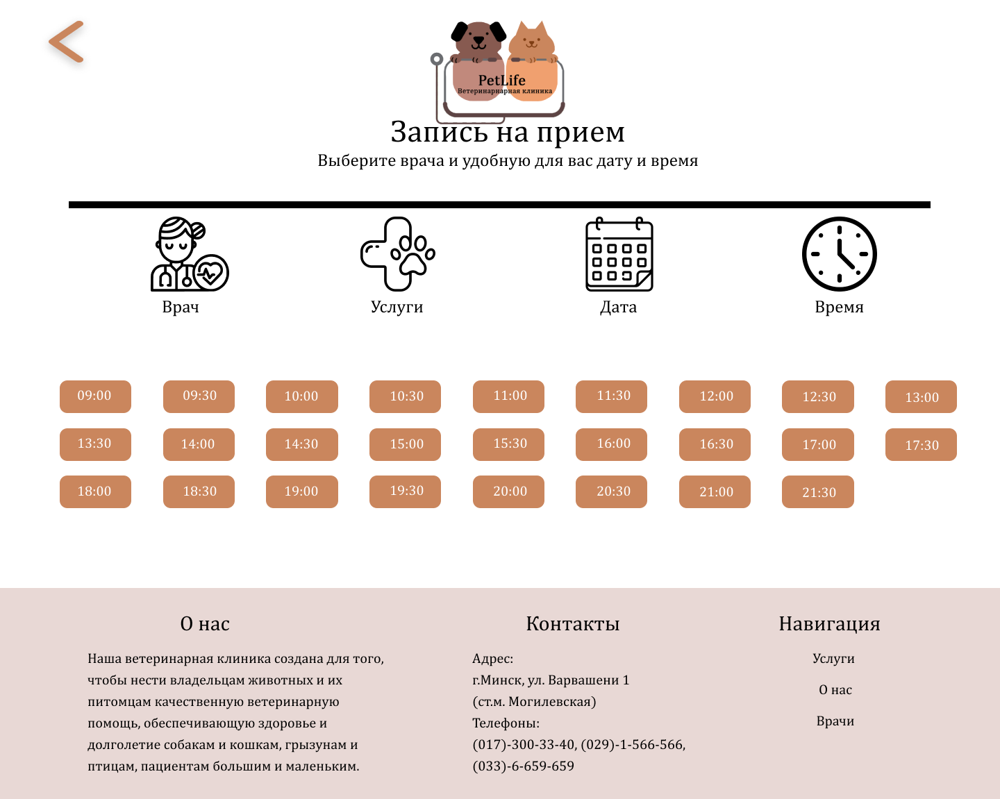 PetLife
Ветеринарнарная клиника
Запись на прием
Выберите врача и удобную для вас дату и время
Врач
Услуги
Дата
Время
09:00 09:30 10:00 10:30 11:00 11:30 12:00 12:30 13:00
13:30 14:00 14:30 15:00 15:30 16:00 16:30 17:00 17:30
18:00 18:30 19:00 19:30 20:00 20:30 21:00 21:30
О нас
Наша ветеринарная клиника создана для того,
чтобы нести владельцам животных и их
питомцам качественную ветеринарную
помощь, обеспечивающую здоровье и
долголетие собакам и кошкам, грызунам и
птицам, пациентам большим и маленьким.
Контакты
Адрес:
г.Минск, ул. Варвашени 1
(ст.м. Могилевская)
Телефоны:
(017)-300-33-40, (029)-1-566-566,
(033)-6-659-659
Навигация
Услуги
О нас
Врачи